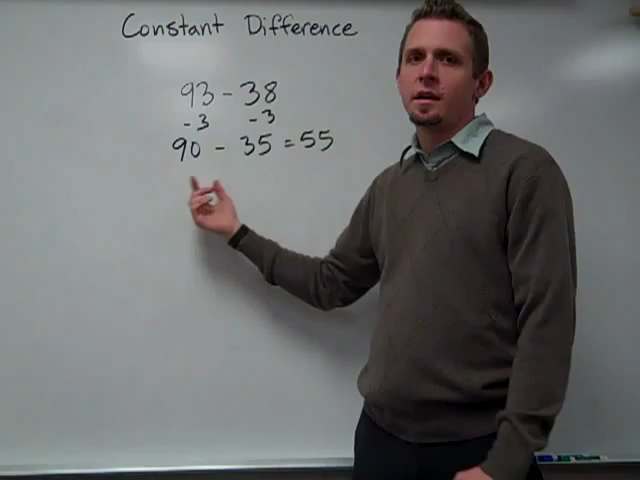 Constant Difference
93 - 38
-3 -3
90 - 35 = 55